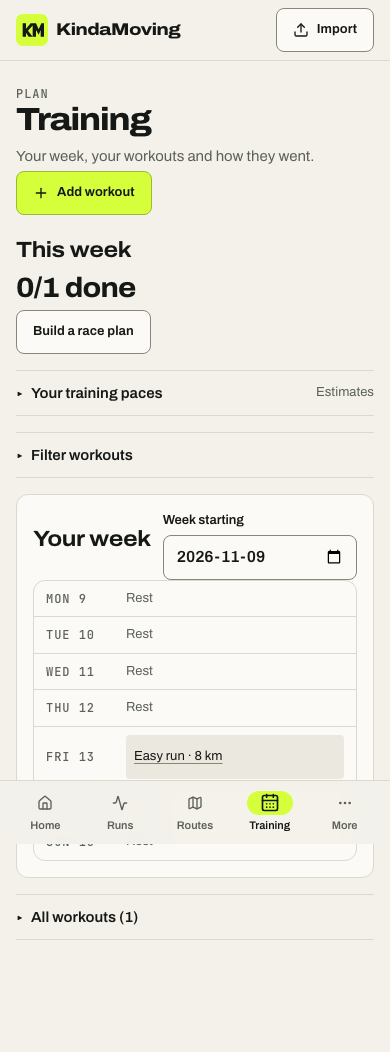 KM KindaMoving
Import
PLAN
Training
Your week, your workouts and how they went.
Add workout
This week
0/1 done
Build a race plan
Your training paces
Estimates
Filter workouts
Your week
Week starting
2026-11-09
MON 9 Rest
TUE 10 Rest
WED 11 Rest
THU 12 Rest
FRI 13 Easy run · 8 km
Home
Runs
Routes
Training
More
All workouts (1)